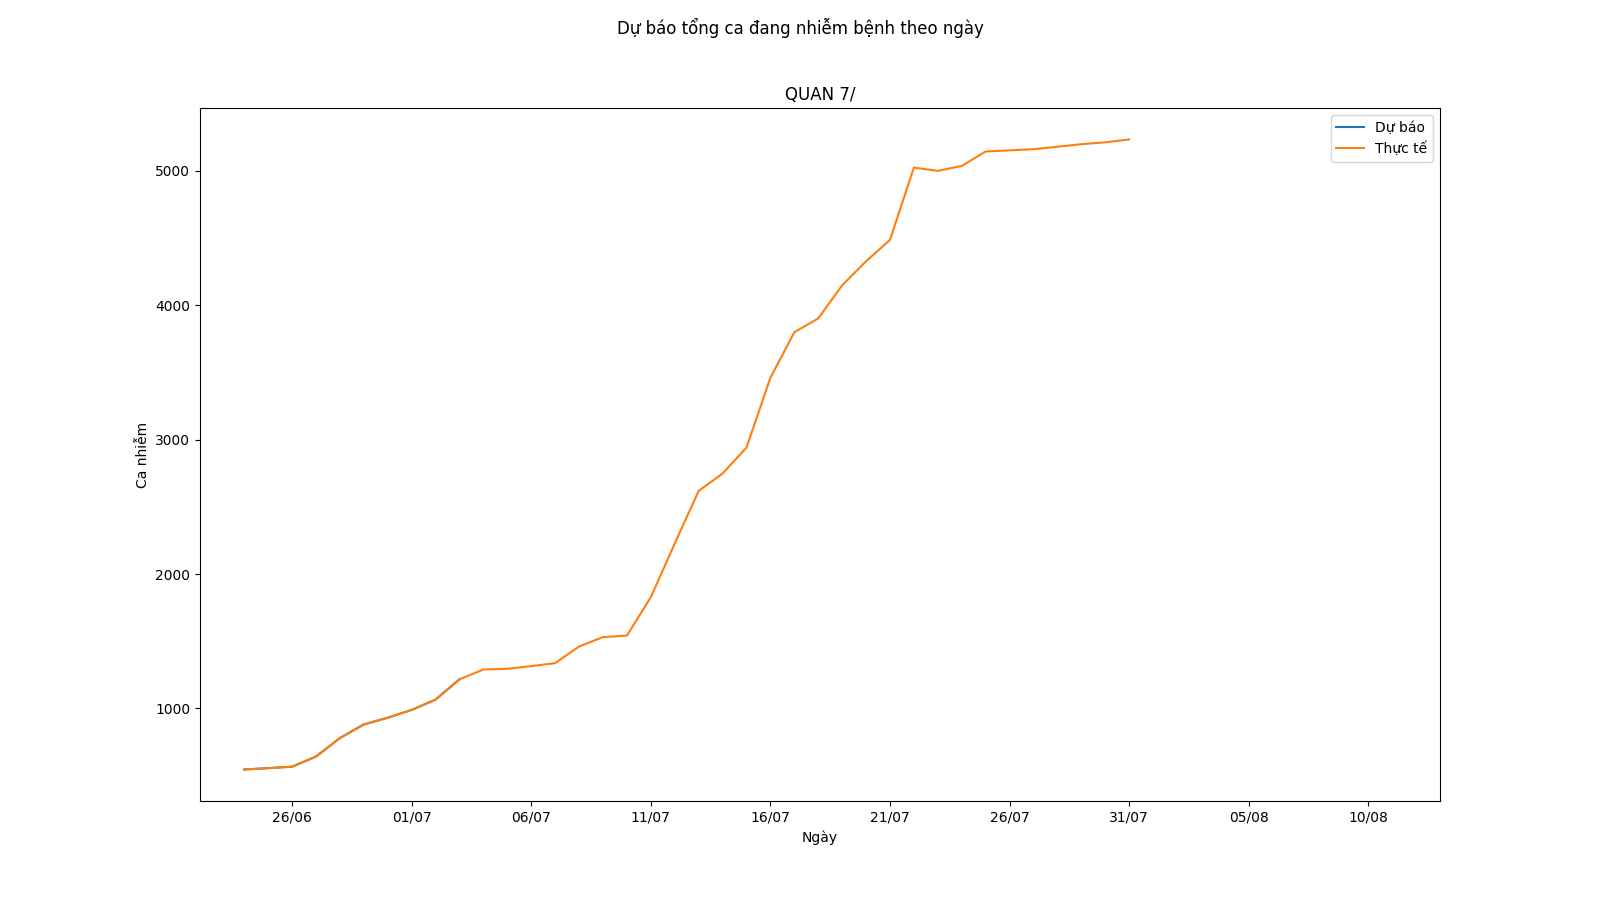 Dự báo tổng ca đang nhiễm bệnh theo ngày
QUAN 7/
Dự báo
Thực tế
5000
4000
3000
2000
1000
Ca nhiễm
26/06 01/07 06/07 11/07 16/07 21/07 26/07 31/07 05/08 10/08
Ngày